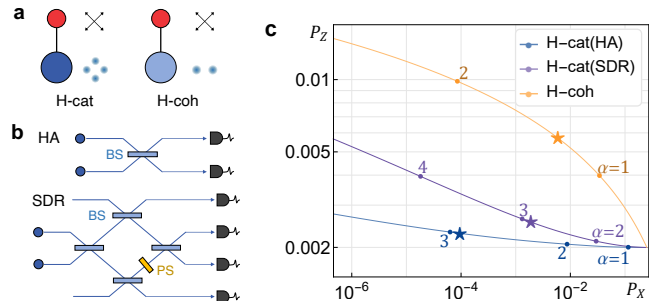 a
H-cat
H-coh
b
HA
BS
SDR
BS
PS
c
P_Z
H-cat(HA)
H-cat(SDR)
H-coh
0.01
0.005
0.002
2
α=1
4
3
α=2
3
2
α=1
10⁻⁶
10⁻⁴
10⁻²
P_X